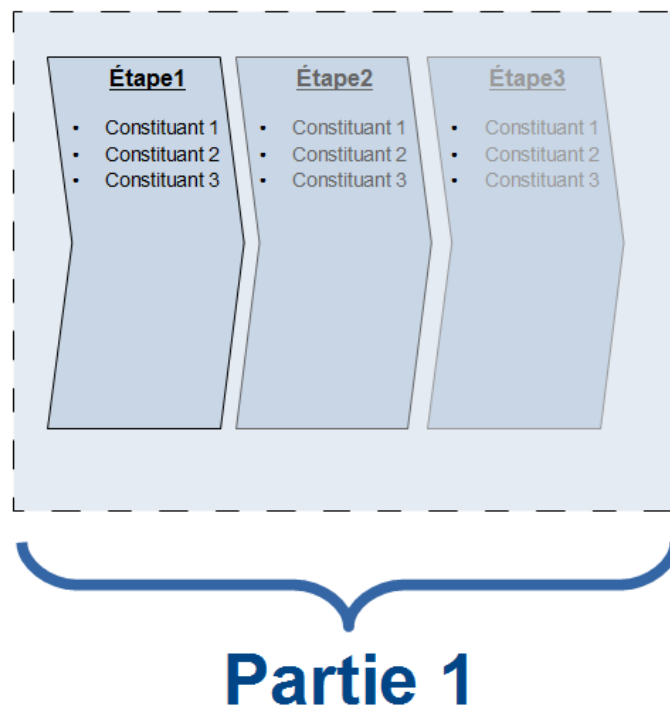 Étape1
• Constituant 1
• Constituant 2
• Constituant 3
Étape2
• Constituant 1
• Constituant 2
• Constituant 3
Étape3
• Constituant 1
• Constituant 2
• Constituant 3
Partie 1